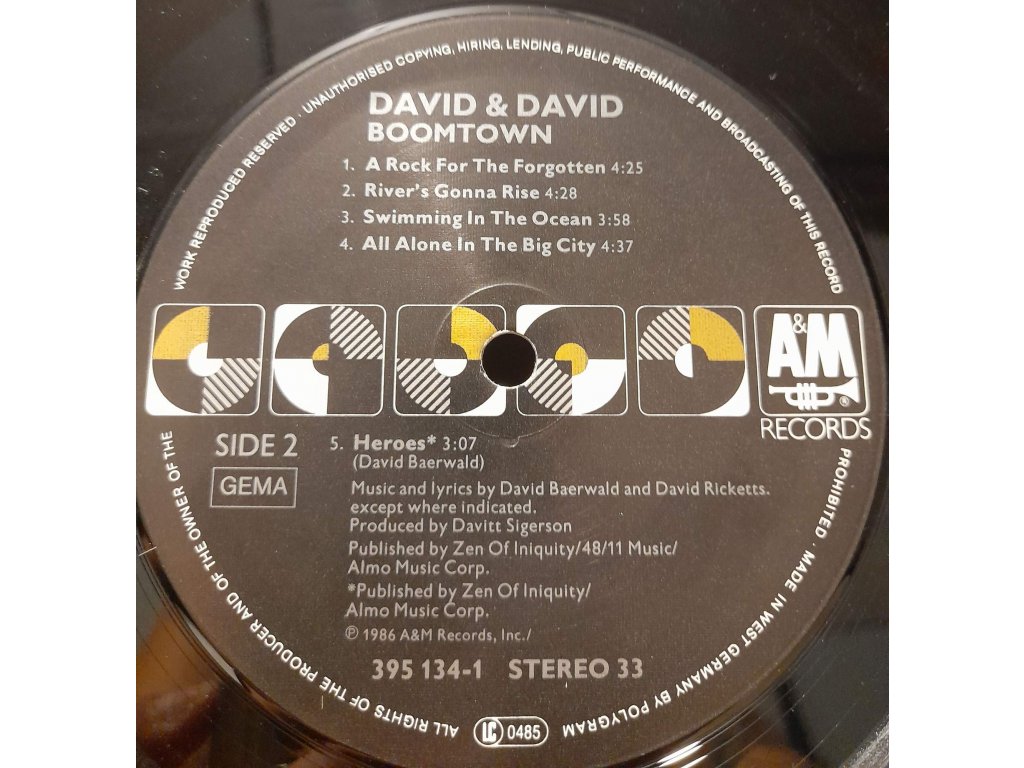 WORK REPRODUCED RESERVED · UNAUTHORISED COPYING, HIRING, LENDING, PUBLIC PERFORMANCE AND BROADCASTING OF THIS RECORD
DAVID & DAVID
BOOMTOWN
1. A Rock For The Forgotten 4:25
2. River's Gonna Rise 4:28
3. Swimming In The Ocean 3:58
4. All Alone In The Big City 4:37
A&M
®
RECORDS
SIDE 2
GEMA
5. Heroes* 3:07
(David Baerwald)
Music and lyrics by David Baerwald and David Ricketts.
except where indicated.
Produced by Davitt Sigerson
Published by Zen Of Iniquity/48/11 Music/
Almo Music Corp.
*Published by Zen Of Iniquity/
Almo Music Corp.
℗ 1986 A&M Records, Inc./
395 134-1 STEREO 33
PROHIBITED · MADE IN WEST GERMANY BY POLYGRAM
LC 0485
ALL RIGHTS OF THE PRODUCER AND OF THE OWNER OF THE